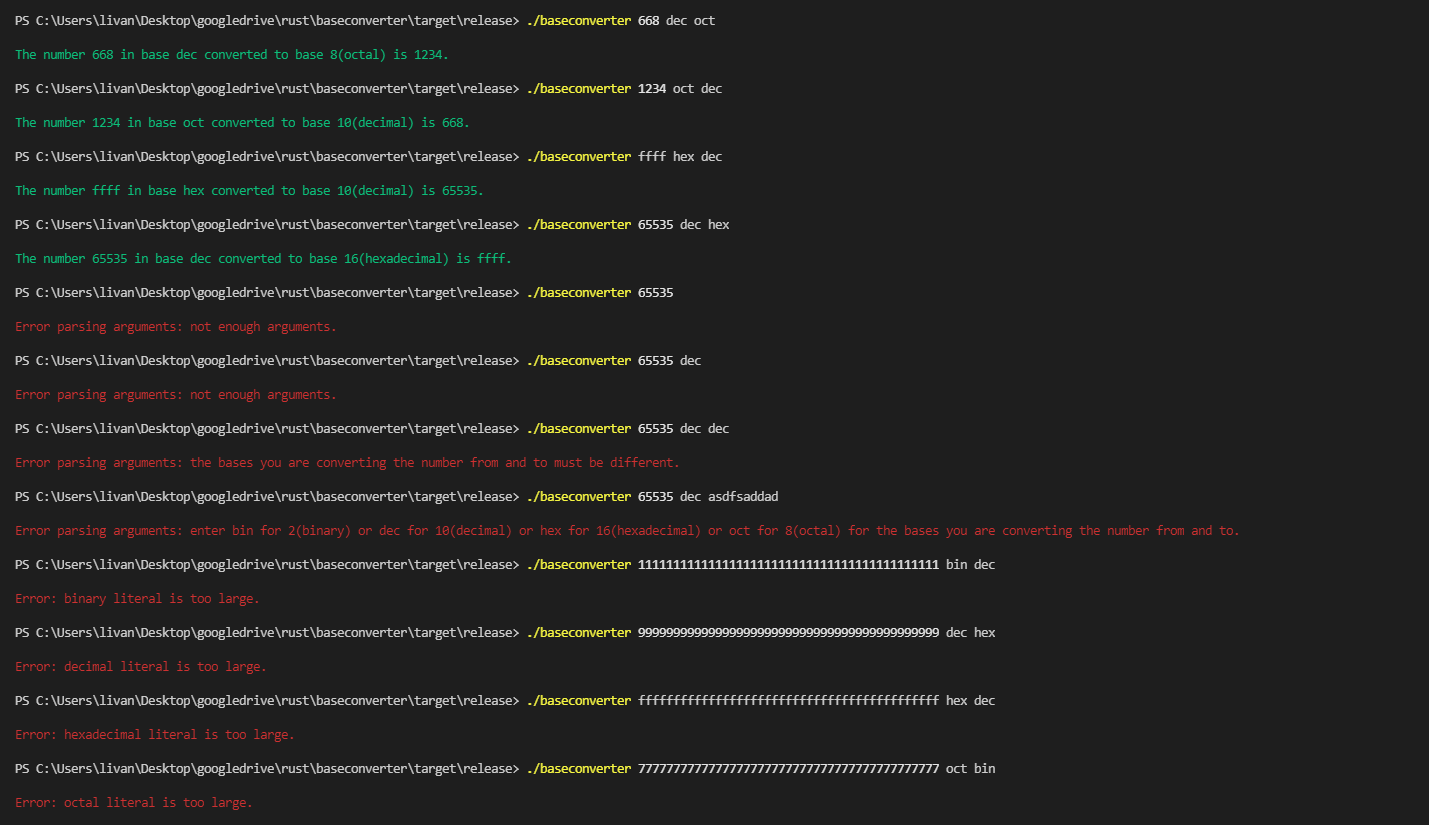 PS C:\Users\livan\Desktop\googledrive\rust\baseconverter\target\release> ./baseconverter 668 dec oct
The number 668 in base dec converted to base 8(octal) is 1234.
PS C:\Users\livan\Desktop\googledrive\rust\baseconverter\target\release> ./baseconverter 1234 oct dec
The number 1234 in base oct converted to base 10(decimal) is 668.
PS C:\Users\livan\Desktop\googledrive\rust\baseconverter\target\release> ./baseconverter ffff hex dec
The number ffff in base hex converted to base 10(decimal) is 65535.
PS C:\Users\livan\Desktop\googledrive\rust\baseconverter\target\release> ./baseconverter 65535 dec hex
The number 65535 in base dec converted to base 16(hexadecimal) is ffff.
PS C:\Users\livan\Desktop\googledrive\rust\baseconverter\target\release> ./baseconverter 65535
Error parsing arguments: not enough arguments.
PS C:\Users\livan\Desktop\googledrive\rust\baseconverter\target\release> ./baseconverter 65535 dec
Error parsing arguments: not enough arguments.
PS C:\Users\livan\Desktop\googledrive\rust\baseconverter\target\release> ./baseconverter 65535 dec dec
Error parsing arguments: the bases you are converting the number from and to must be different.
PS C:\Users\livan\Desktop\googledrive\rust\baseconverter\target\release> ./baseconverter 65535 dec asdfsaddad
Error parsing arguments: enter bin for 2(binary) or dec for 10(decimal) or hex for 16(hexadecimal) or oct for 8(octal) for the bases you are converting the number from and to.
PS C:\Users\livan\Desktop\googledrive\rust\baseconverter\target\release> ./baseconverter 1111111111111111111111111111111111111111111 bin dec
Error: binary literal is too large.
PS C:\Users\livan\Desktop\googledrive\rust\baseconverter\target\release> ./baseconverter 9999999999999999999999999999999999999999999 dec hex
Error: decimal literal is too large.
PS C:\Users\livan\Desktop\googledrive\rust\baseconverter\target\release> ./baseconverter fffffffffffffffffffffffffffffffffffffffffff hex dec
Error: hexadecimal literal is too large.
PS C:\Users\livan\Desktop\googledrive\rust\baseconverter\target\release> ./baseconverter 7777777777777777777777777777777777777777777 oct bin
Error: octal literal is too large.